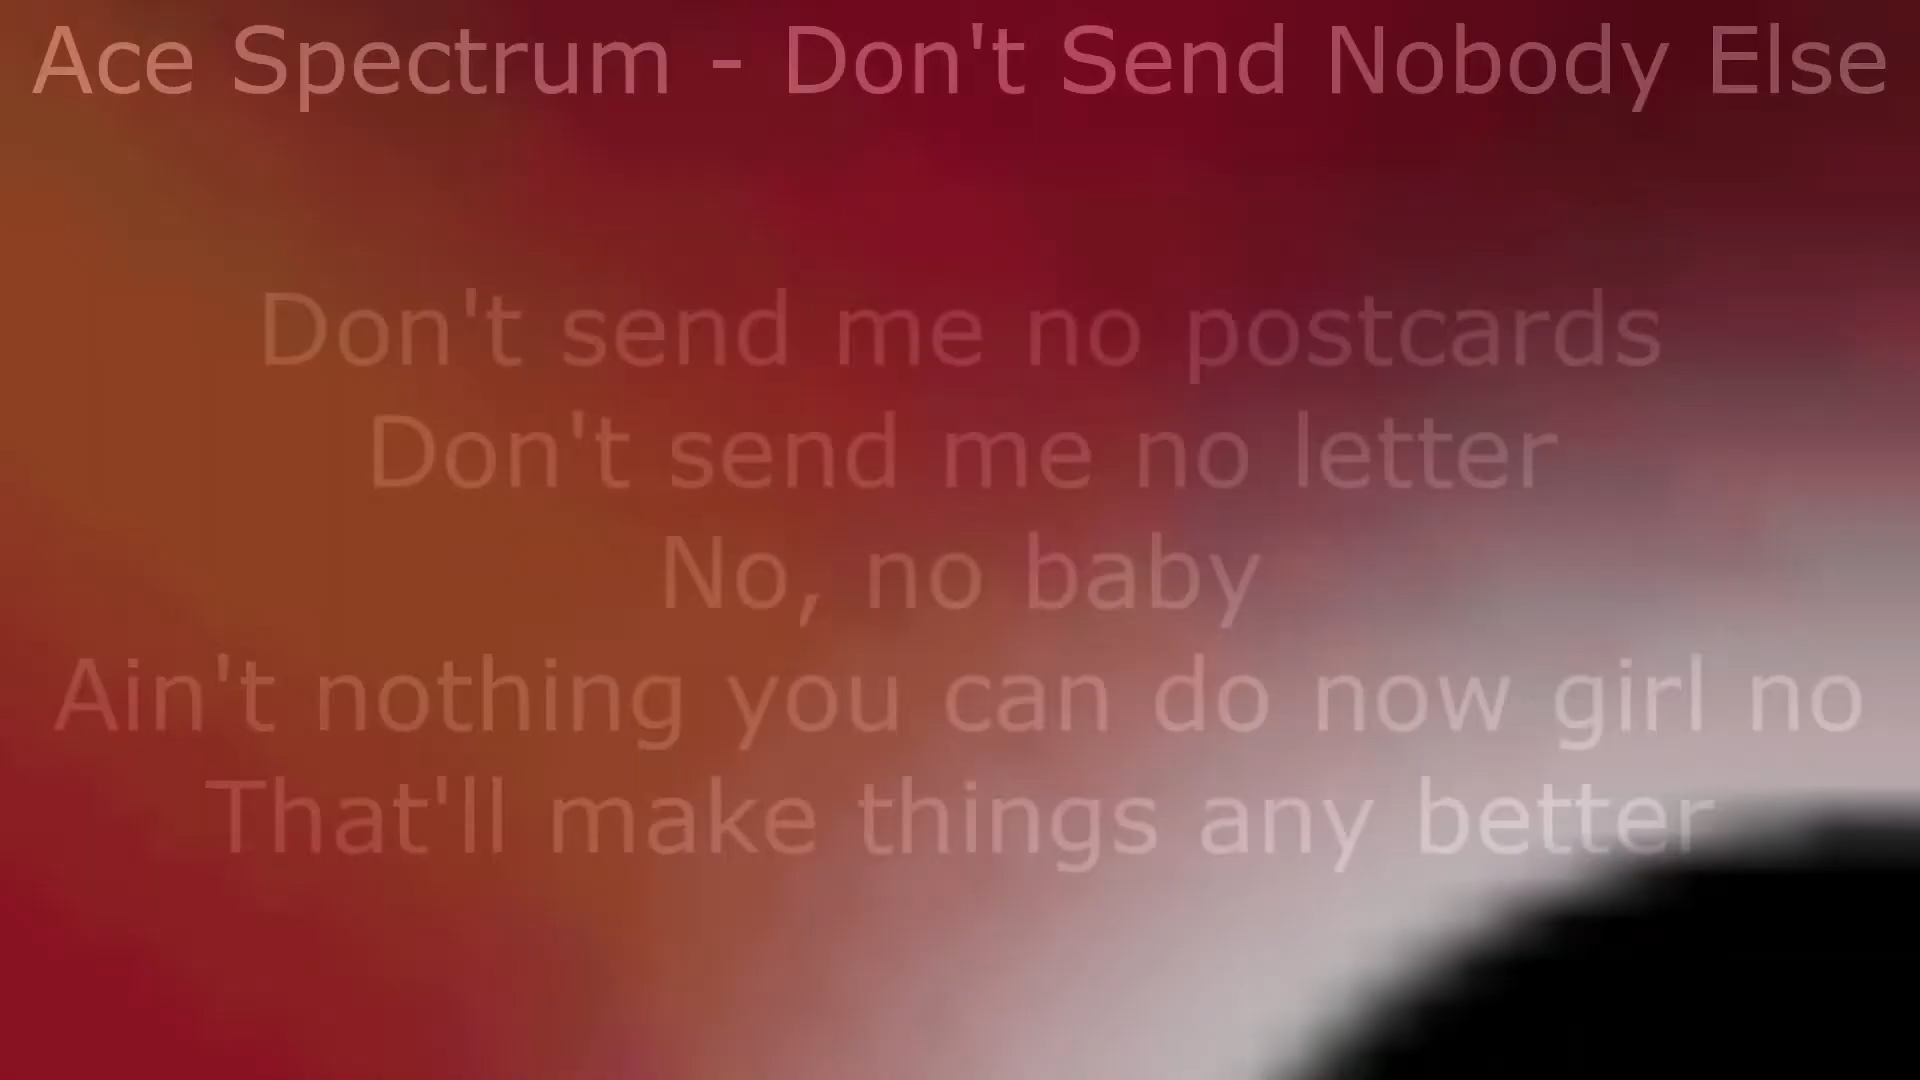 Ace Spectrum - Don't Send Nobody Else
Don't send me no postcards
Don't send me no letter
No, no baby
Ain't nothing you can do now girl no
That'll make things any better